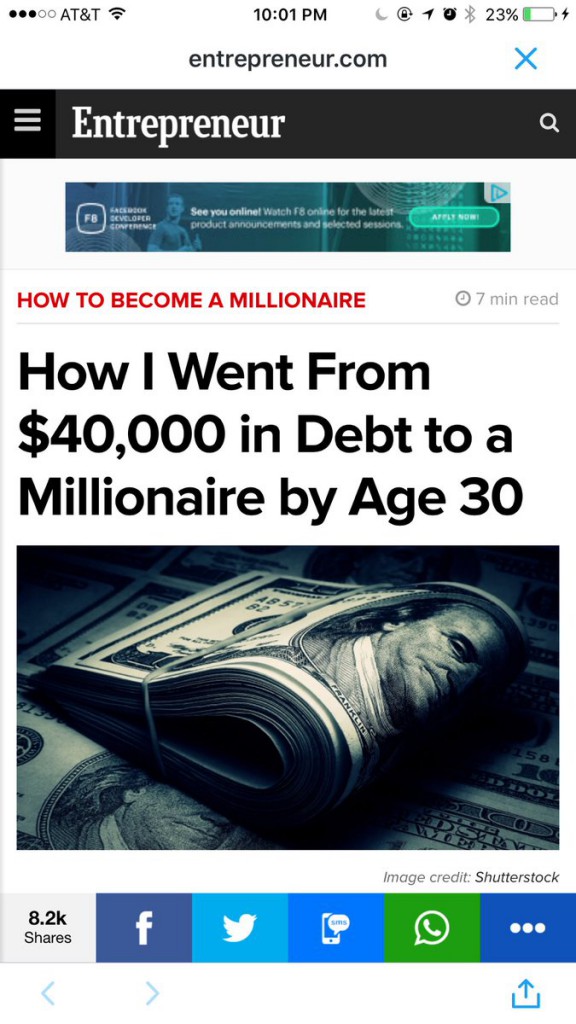 AT&T 10:01 PM 23%
entrepreneur.com
Entrepreneur
F8
FACEBOOK
DEVELOPER
CONFERENCE
See you online! Watch F8 online for the latest
product announcements and selected sessions.
APPLY NOW!
HOW TO BECOME A MILLIONAIRE 7 min read
How I Went From
$40,000 in Debt to a
Millionaire by Age 30
FRANKLIN
Image credit: Shutterstock
8.2k
Shares
f
sms